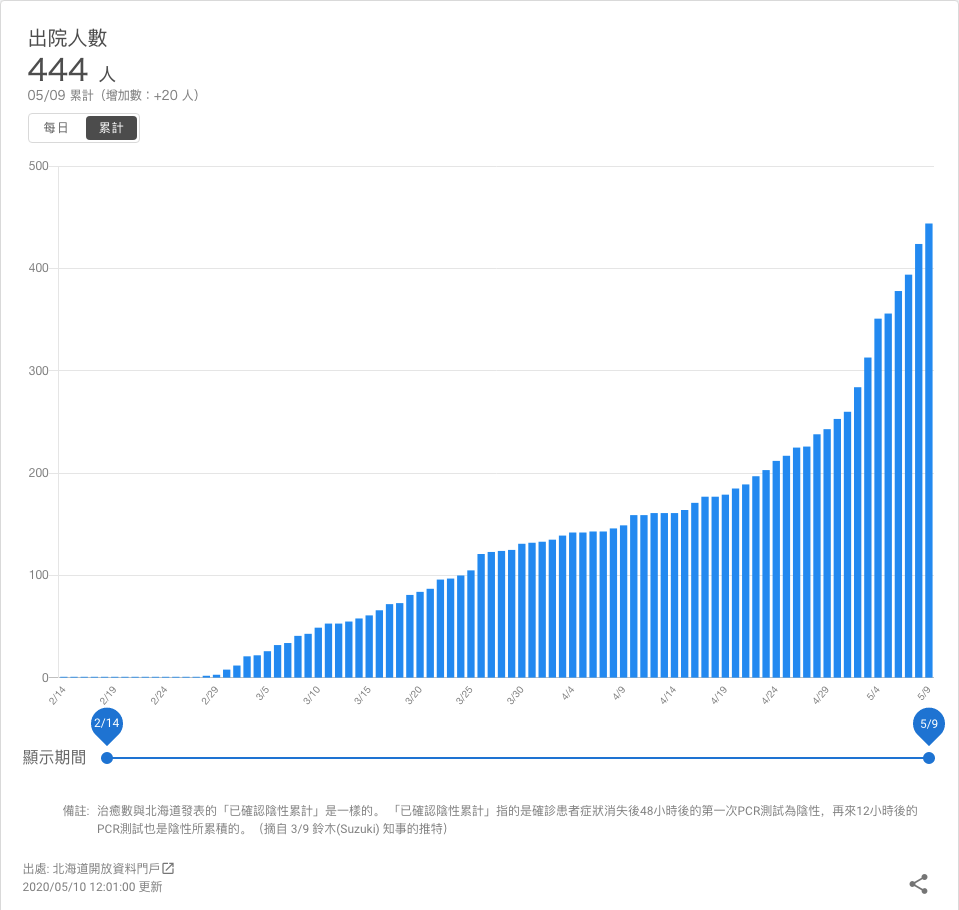 出院人數
444 人
05/09 累計（增加數：+20 人）
每日 累計
500
400
300
200
100
0
2/14 2/19 2/24 2/29 3/5 3/10 3/15 3/20 3/25 3/30 4/4 4/9 4/14 4/19 4/24 4/29 5/4 5/9
2/14 5/9
顯示期間
備註: 治癒數與北海道發表的「已確認陰性累計」是一樣的。 「已確認陰性累計」指的是確診患者症狀消失後48小時後的第一次PCR測試為陰性，再來12小時後的
PCR測試也是陰性所累積的。（摘自 3/9 鈴木(Suzuki) 知事的推特）
出處: 北海道開放資料門戶
2020/05/10 12:01:00 更新